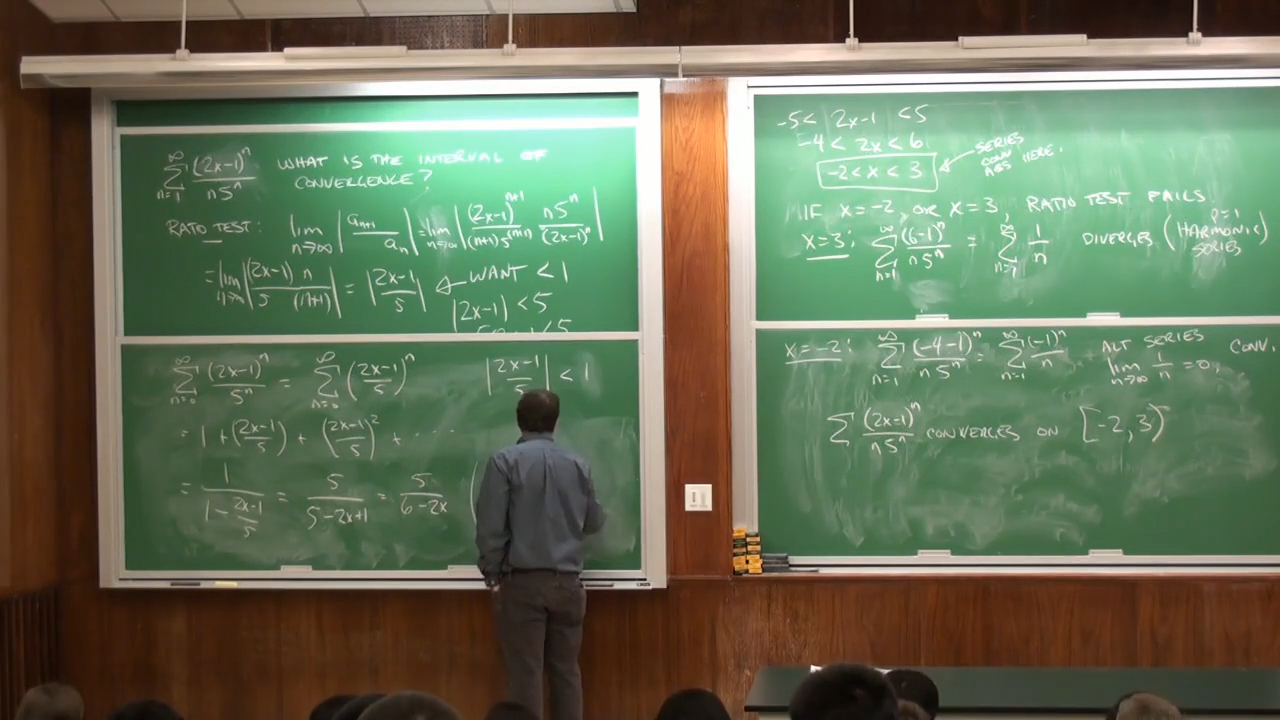 ∑_{n=1}^{∞} (2x-1)^n / n5^n WHAT IS THE INTERVAL OF
CONVERGENCE?
RATIO TEST: lim_{n→∞} |a_{n+1} / a_n| = lim_{n→∞} |(2x-1)^{n+1} / (n+1)5^{(n+1)} · n5^n / (2x-1)^n|
= lim_{n→∞} |(2x-1) n / 5 (n+1)| = |2x-1 / 5| ← WANT < 1
|2x-1| < 5
∑_{n=0}^{∞} (2x-1)^n / 5^n = ∑_{n=0}^{∞} (2x-1 / 5)^n |2x-1 / 5| < 1
= 1 + (2x-1 / 5) + (2x-1 / 5)^2 + ⋯
= 1 / (1 - 2x-1 / 5) = 5 / 5-2x+1 = 5 / 6-2x
-5 < 2x-1 < 5
-4 < 2x < 6
-2 < x < 3 ← SERIES
CONV
ABS HERE.
IF x=-2, OR x=3, RATIO TEST FAILS
x=3: ∑_{n=1}^{∞} (6-1)^n / n5^n = ∑_{n=1}^{∞} 1/n DIVERGES (p=1
HARMONIC
SERIES)
x=-2: ∑_{n=1}^{∞} (-4-1)^n / n5^n = ∑_{n=1}^{∞} (-1)^n / n ALT SERIES CONV.
lim_{n→∞} 1/n = 0,
∑ (2x-1)^n / n5^n CONVERGES ON [-2, 3)